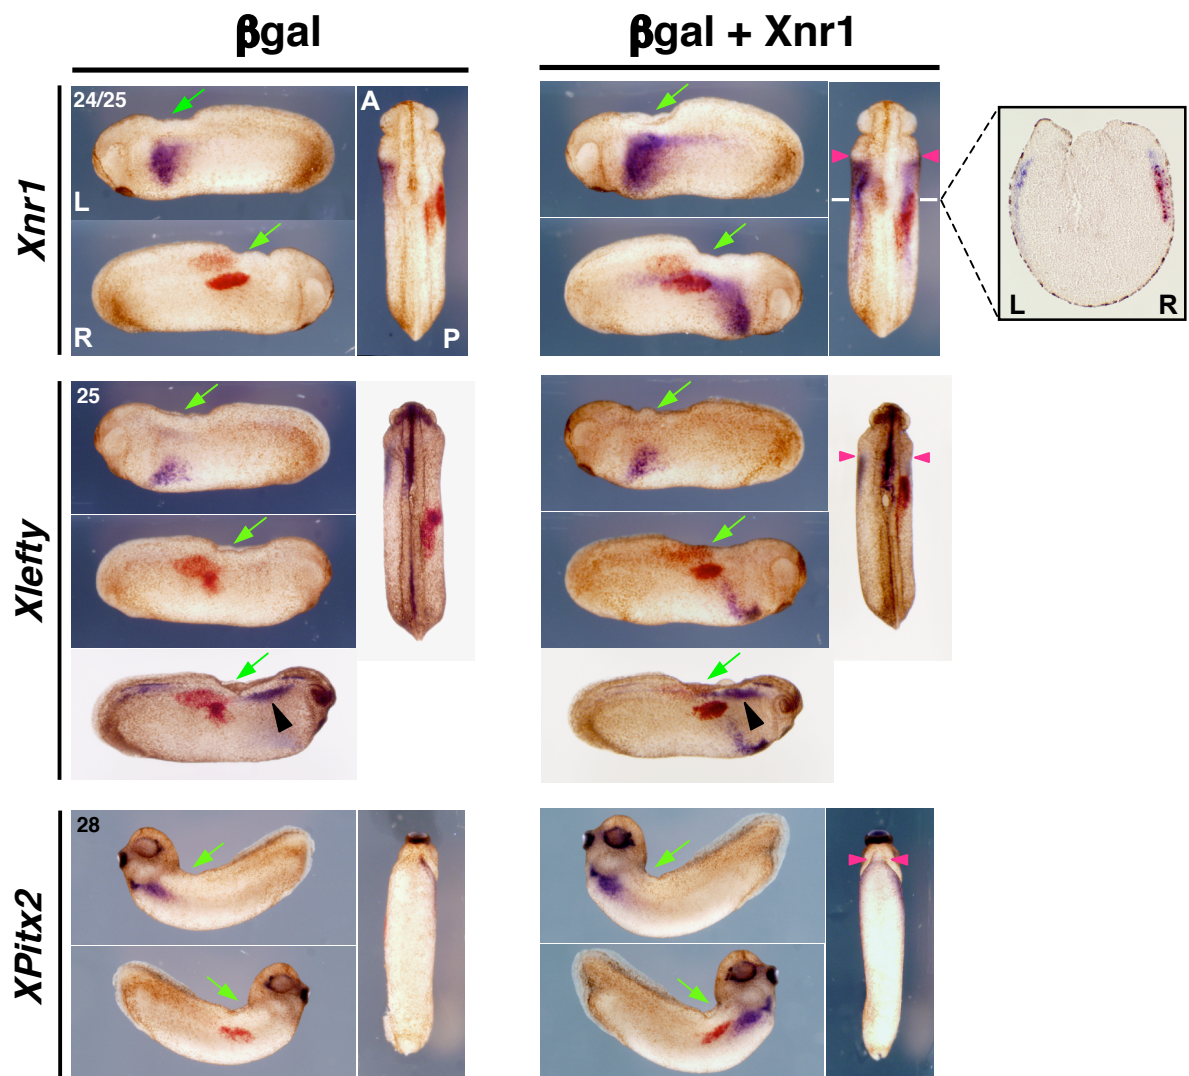 βgal
βgal + Xnr1
Xnr1
24/25
A
L
R
P
L
R
Xlefty
25
XPitx2
28